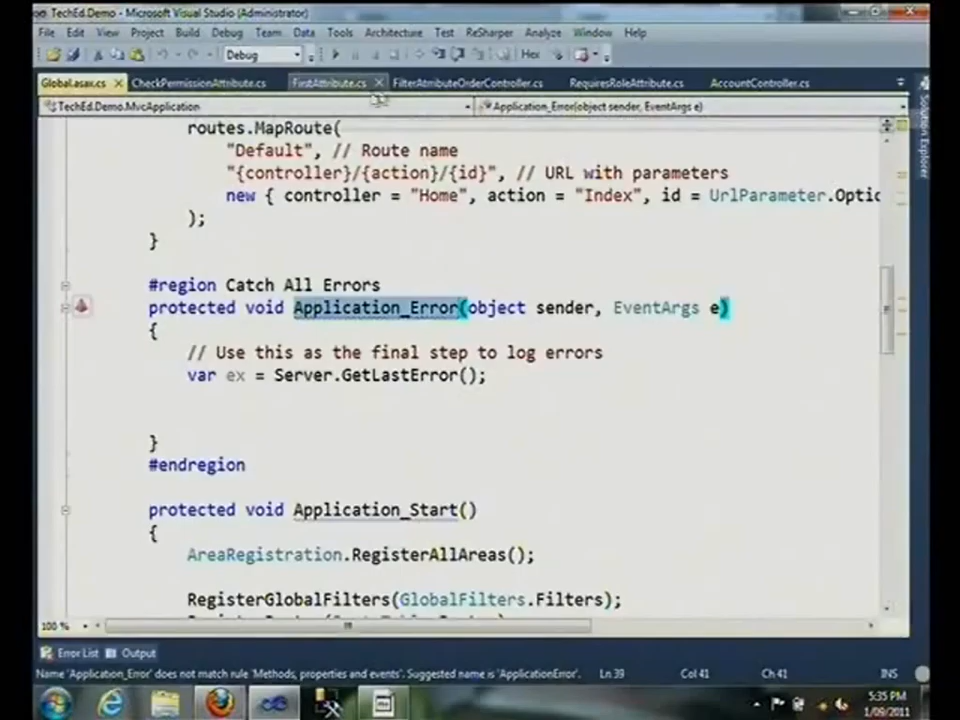 TechEd.Demo - Microsoft Visual Studio (Administrator)
File Edit View Project Build Debug Team Data Tools Architecture Test ReSharper Analyze Window Help
Debug Hex
Global.asax.cs CheckPermissionAttribute.cs FirstAttribute.cs FilterAttributeOrderController.cs RequiresRoleAttribute.cs AccountController.cs
TechEd.Demo.MvcApplication Application_Error(object sender, EventArgs e)
Solution Explorer
routes.MapRoute(
"Default", // Route name
"{controller}/{action}/{id}", // URL with parameters
new { controller = "Home", action = "Index", id = UrlParameter.Optic
);
}
#region Catch All Errors
protected void Application_Error(object sender, EventArgs e)
{
// Use this as the final step to log errors
var ex = Server.GetLastError();
}
#endregion
protected void Application_Start()
{
AreaRegistration.RegisterAllAreas();
RegisterGlobalFilters(GlobalFilters.Filters);
100 %
Error List Output
Name 'Application_Error' does not match rule 'Methods, properties and events'. Suggested name is 'ApplicationError'. Ln 39 Col 41 Ch 41 INS
5:35 PM
1/09/2011